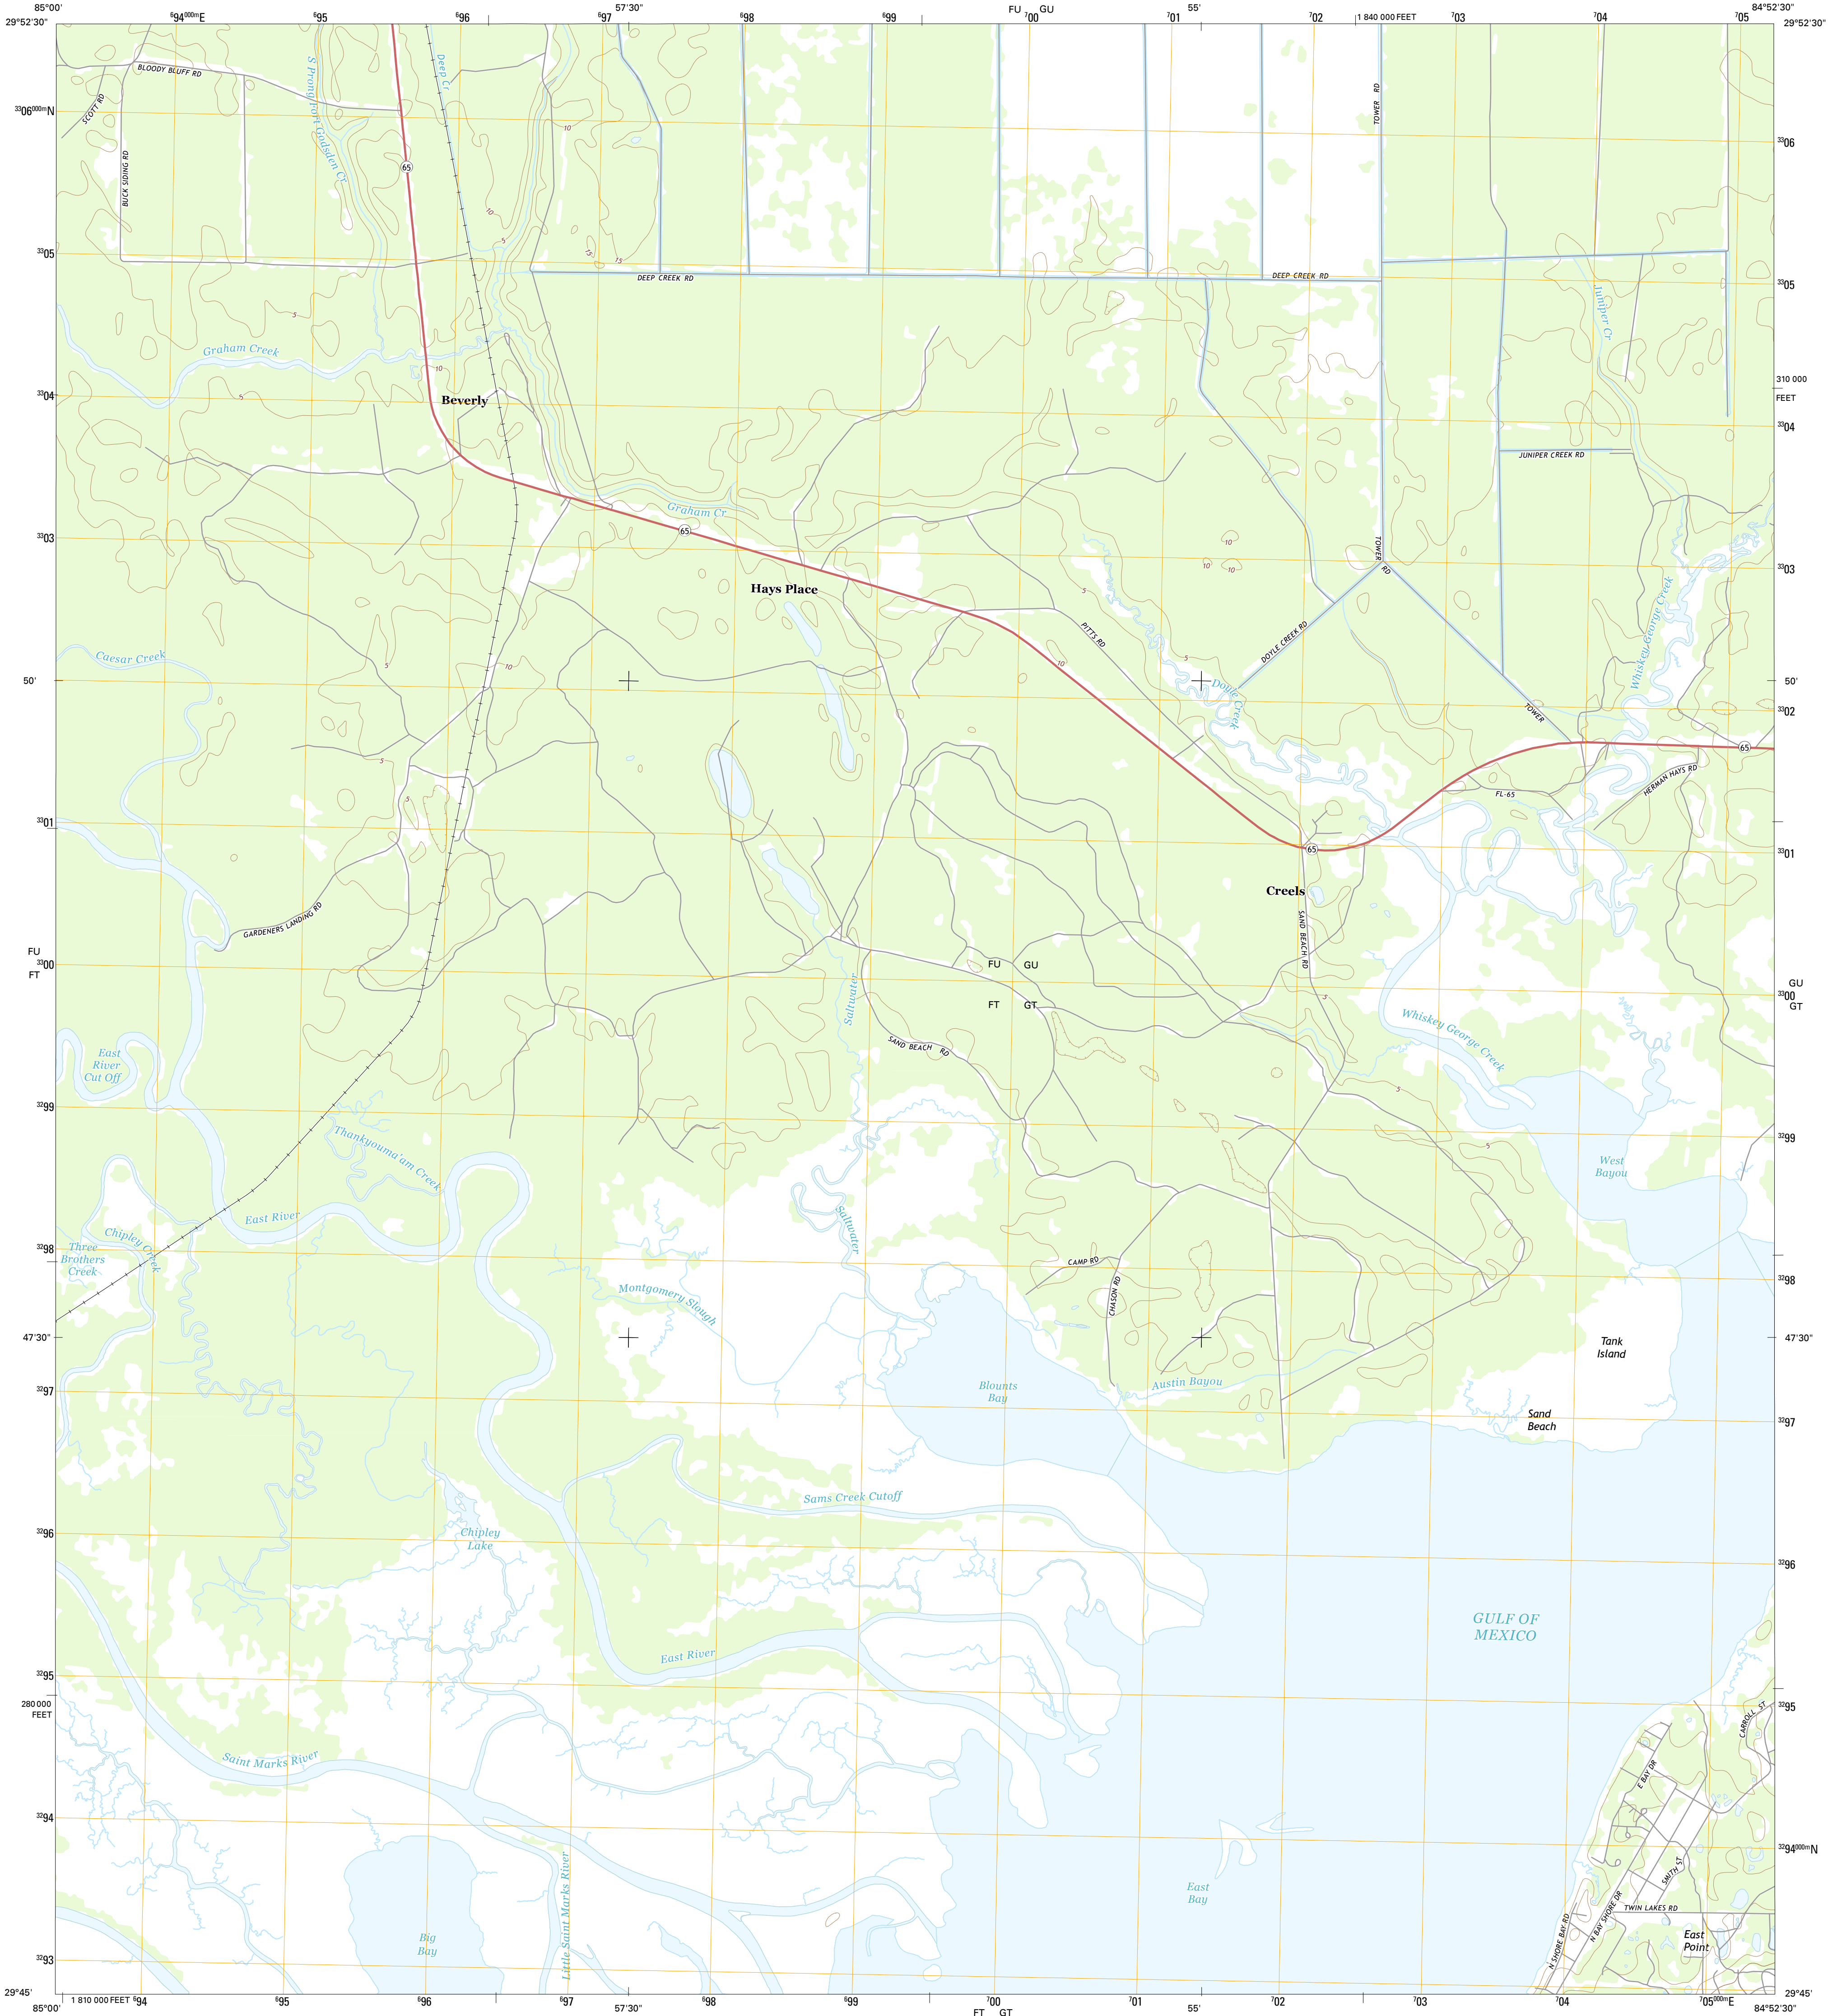 85°00'
⁶94⁰⁰⁰ᵐE
⁶95
⁶96
⁶97
57'30"
⁶98
⁶99
FU GU
⁷00
⁷01
55'
⁷02
1 840 000 FEET
⁷03
⁷04
⁷05
84°52'30"
29°52'30"
29°52'30"
BLOODY BLUFF RD
SCOTT RD
BUCK SIDING RD
S Prong Fort Gadsden Cr
Deep Cr
65
TOWER RD
³³06⁰⁰⁰ᵐN
³³06
10
10
5
15
15
³³05
³³05
DEEP CREEK RD
DEEP CREEK RD
Juniper Cr
5
Graham Creek
10
5
Beverly
310 000
FEET
³³04
³³04
JUNIPER CREEK RD
Graham Cr
65
³³03
³³03
Hays Place
10
10
10
5
TOWER
RD
PITTS RD
DOYLE CREEK RD
Whiskey George Creek
Caesar Creek
5
10
10
5
50'
50'
Doyle Creek
³³02
TOWER
65
5
5
HERMAN HAYS RD
FL-65
³³01
³³01
65
Creels
GARDENERS LANDING RD
SAND BEACH RD
FU
FT
³³00
³³00
FU GU
FT GT
GU
GT
Saltwater
5
Whiskey George Creek
SAND BEACH RD
East
River
Cut Off
5
³²99
³²99
Thankyouma'am Creek
5
West
Bayou
East River
Saltwater
Chipley Creek
Three
Brothers
Creek
³²98
³²98
CAMP RD
CHASON RD
Montgomery Slough
47'30"
47'30"
Tank
Island
Blounts
Bay
Austin Bayou
³²97
³²97
Sand
Beach
Sams Creek Cutoff
Chipley
Lake
³²96
³²96
GULF OF
MEXICO
East River
³²95
³²95
280 000
FEET
CARROLL ST
Saint Marks River
E BAY DR
³²94
³²94⁰⁰⁰ᵐN
SMITH ST
East
Bay
Little Saint Marks River
Big
Bay
N SHORE BAY RD
N BAY SHORE DR
TWIN LAKES RD
East
Point
³²93
29°45'
29°45'
85°00'
1 810 000 FEET
⁶94
⁶95
⁶96
⁶97
57'30"
⁶98
⁶99
FT GT
⁷00
⁷01
55'
⁷02
⁷03
⁷04
⁷05⁰⁰⁰ᵐE
84°52'30"